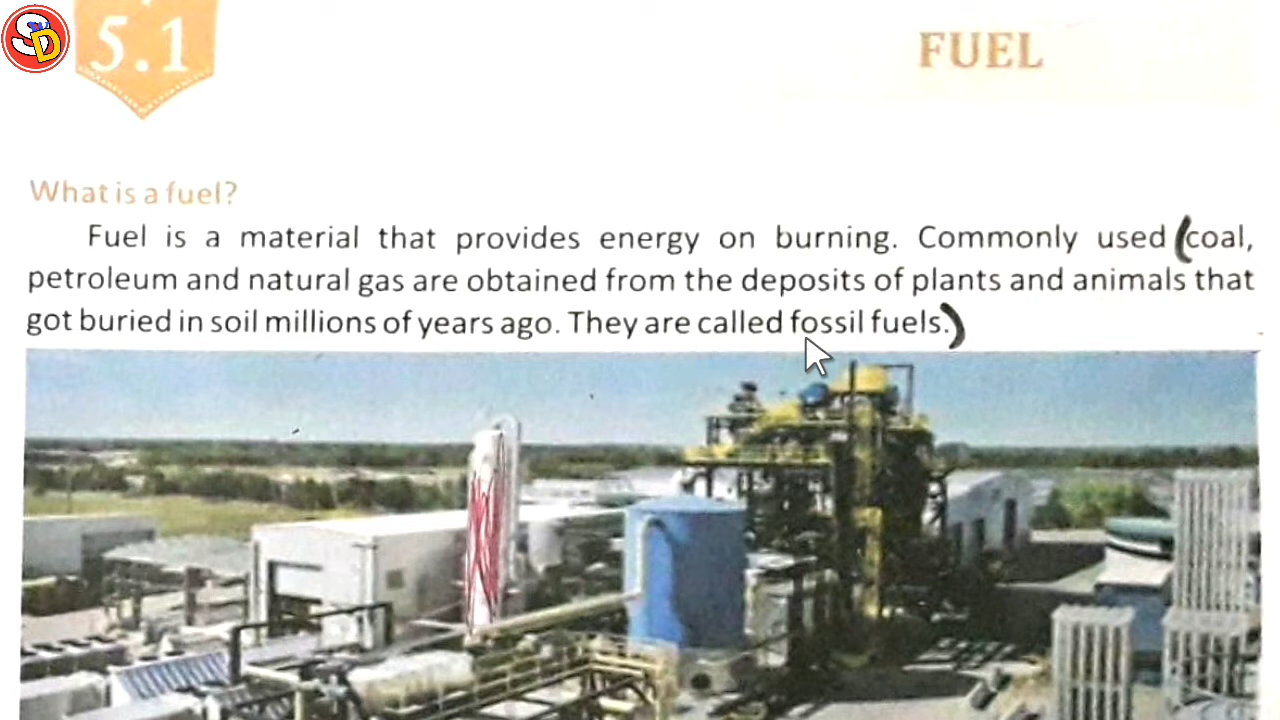 SD
5.1
FUEL
What is a fuel?
Fuel is a material that provides energy on burning. Commonly used (coal,
petroleum and natural gas are obtained from the deposits of plants and animals that
got buried in soil millions of years ago. They are called fossil fuels.)